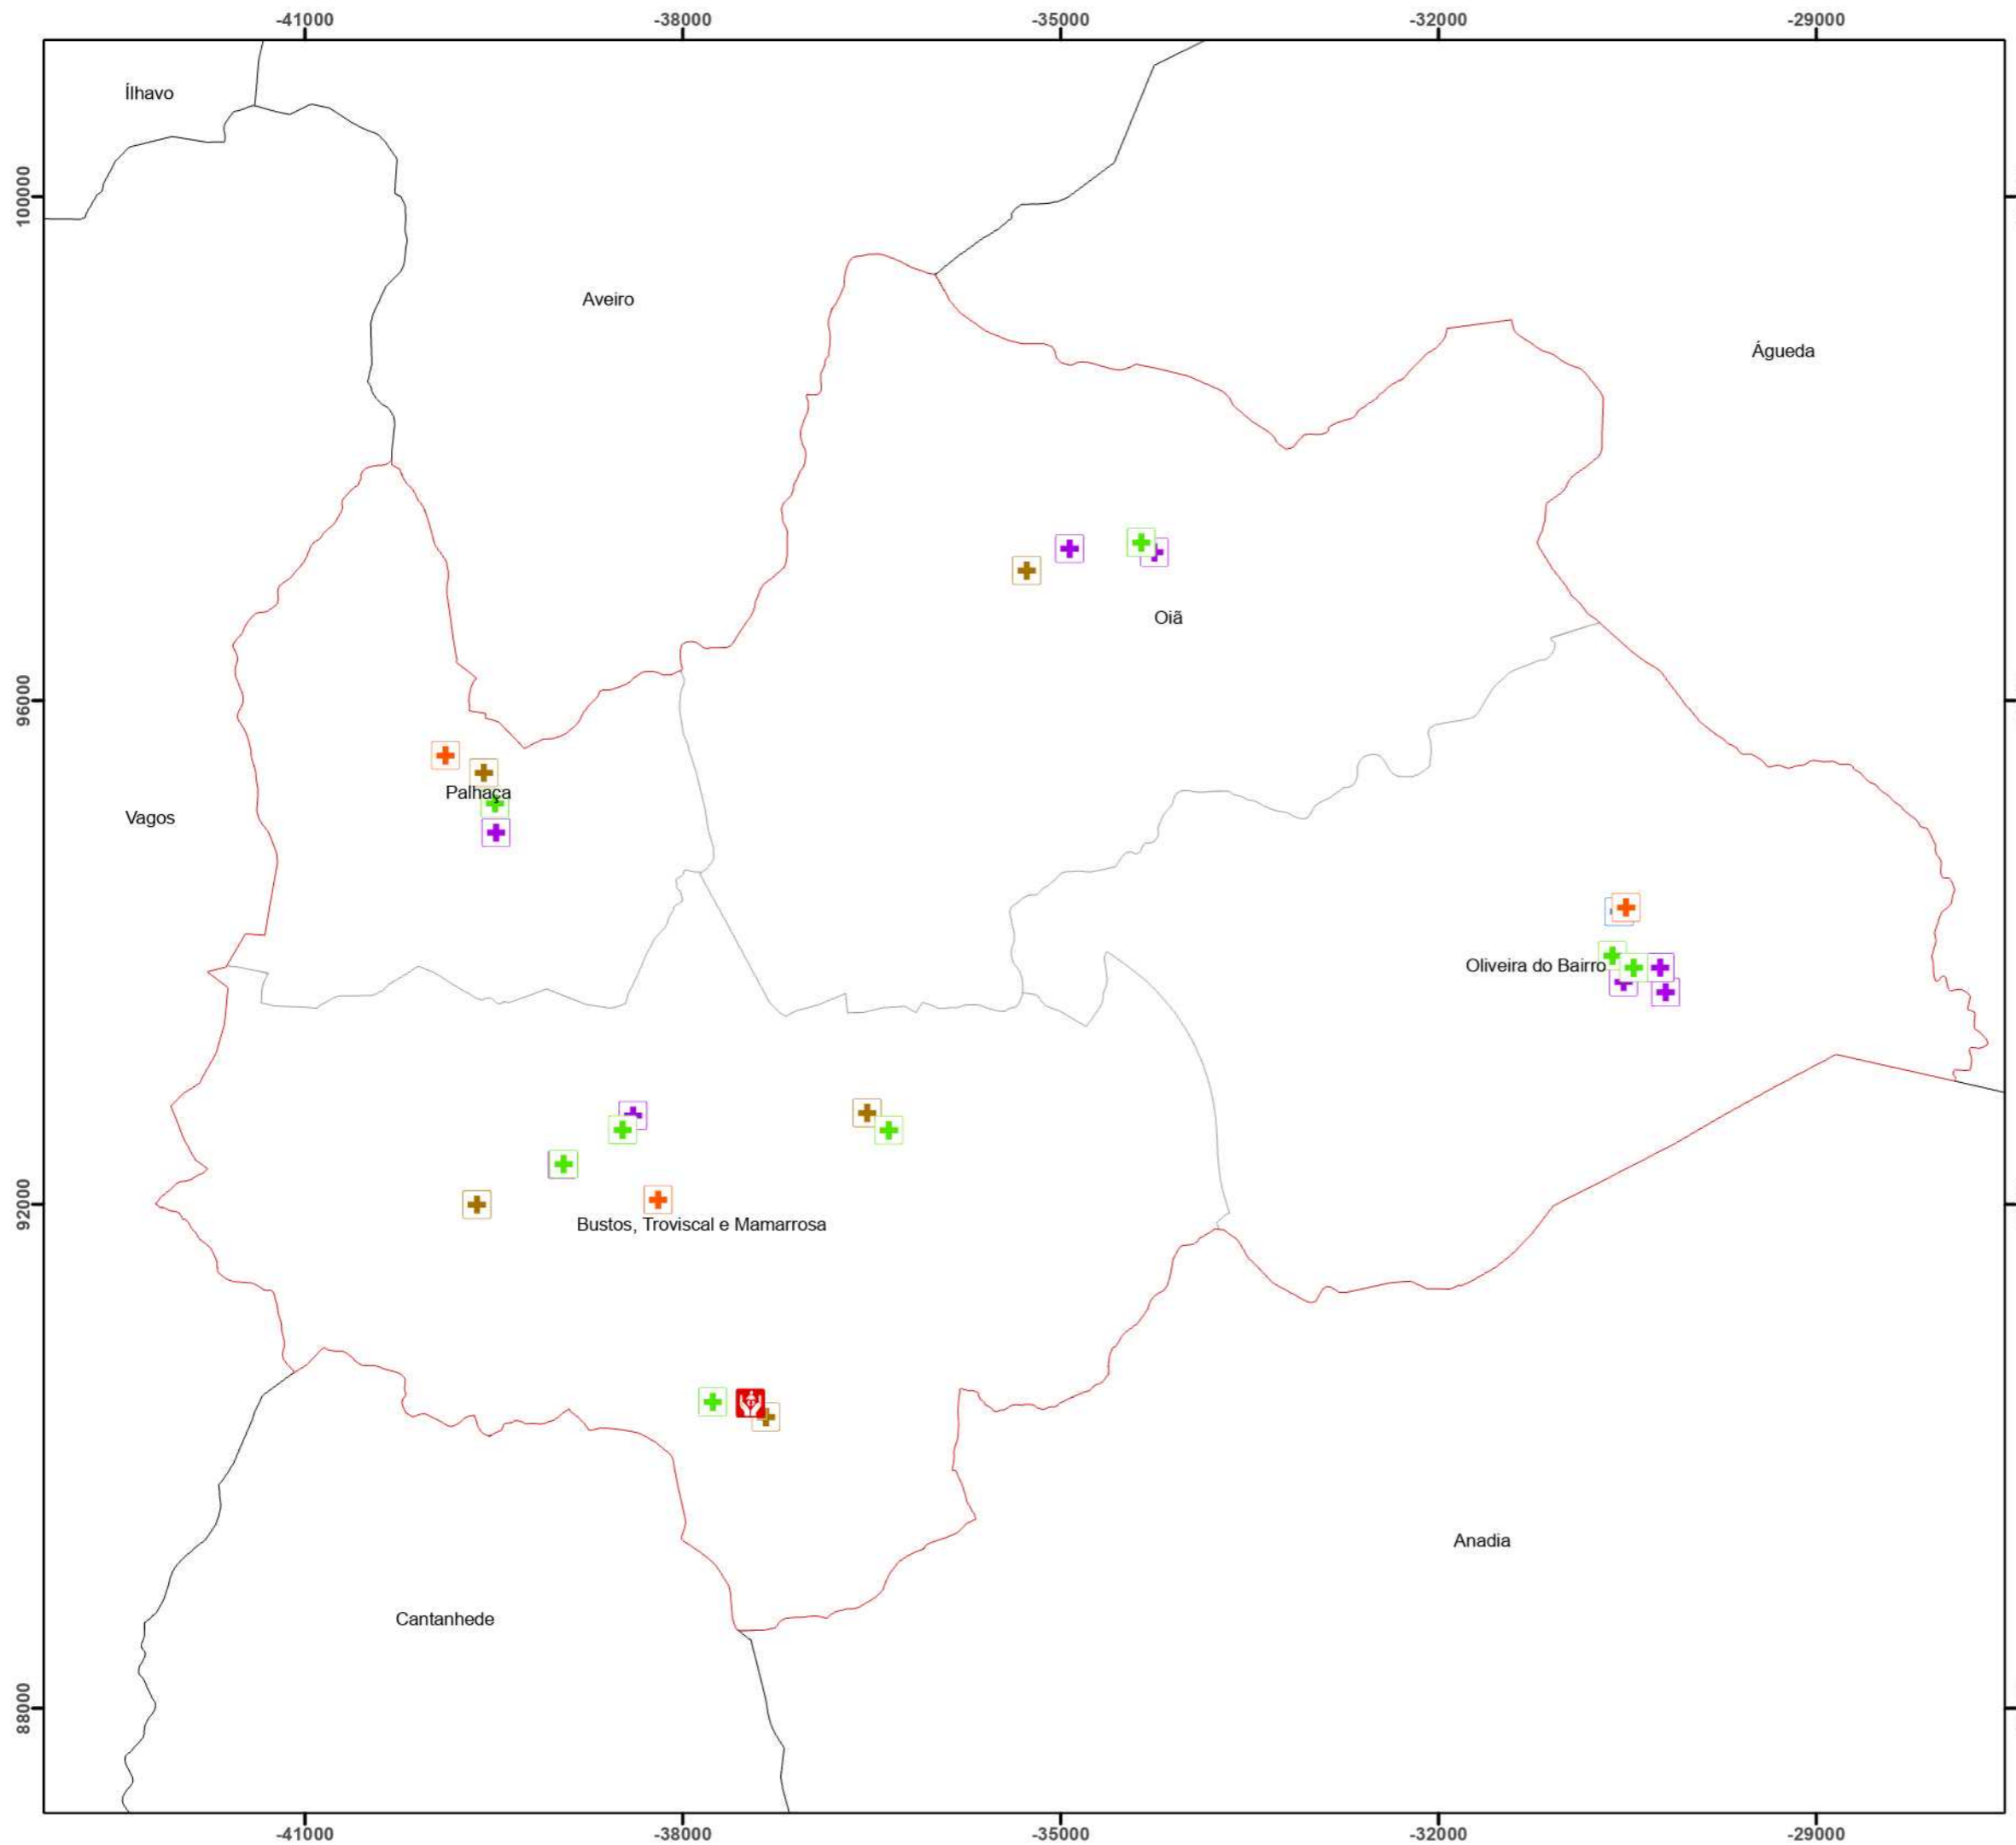 -41000 -38000 -35000 -32000 -29000
Ílhavo
100000
Aveiro
Águeda
Oiã
96000
Palhaça
Vagos
Oliveira do Bairro
92000
Bustos, Troviscal e Mamarrosa
Anadia
Cantanhede
88000
-41000 -38000 -35000 -32000 -29000